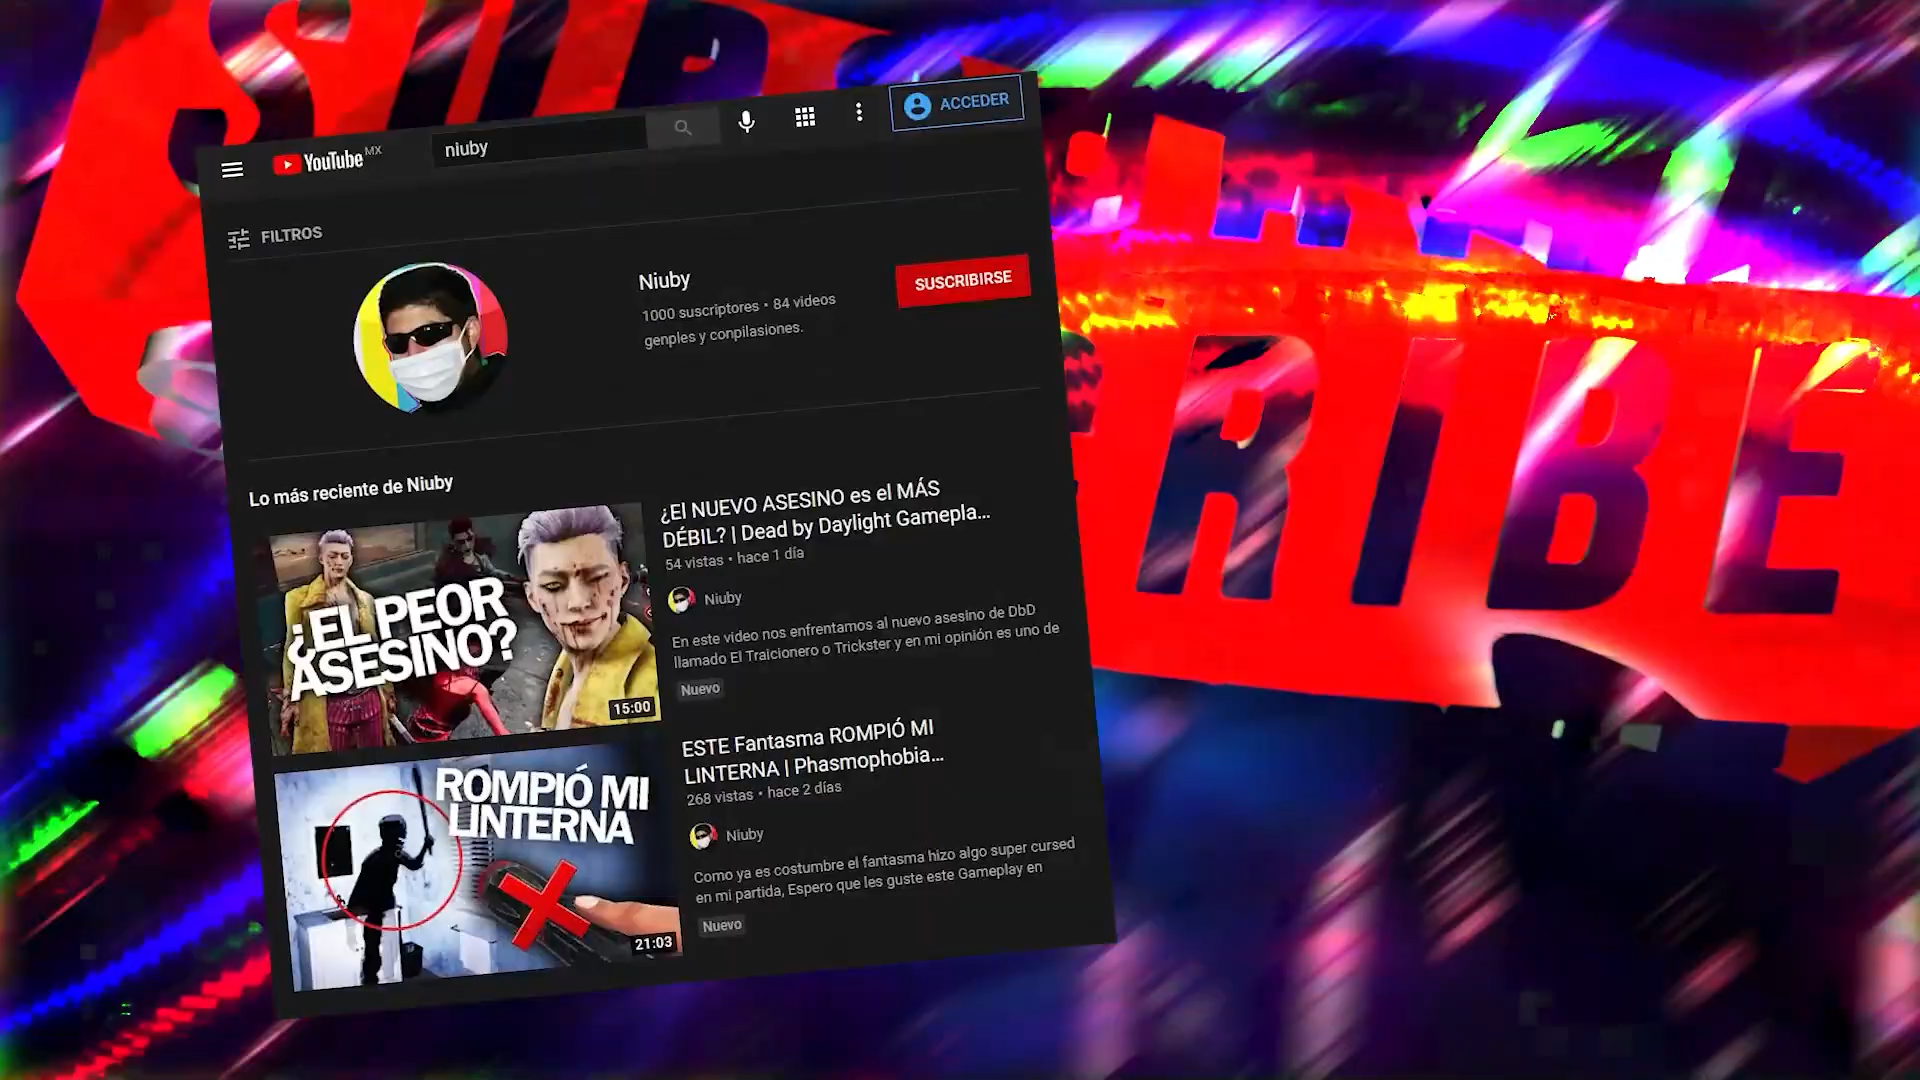 YouTube MX
niuby
ACCEDER
FILTROS
Niuby
1000 suscriptores • 84 videos
genples y conpilasiones.
SUSCRIBIRSE
Lo más reciente de Niuby
¿EL PEOR
ASESINO?
15:00
¿El NUEVO ASESINO es el MÁS
DÉBIL? | Dead by Daylight Gamepla...
54 vistas • hace 1 día
Niuby
En este video nos enfrentamos al nuevo asesino de DbD
llamado El Traicionero o Trickster y en mi opinión es uno de
Nuevo
ROMPIÓ MI
LINTERNA
21:03
ESTE Fantasma ROMPIÓ MI
LINTERNA | Phasmophobia...
268 vistas • hace 2 días
Niuby
Como ya es costumbre el fantasma hizo algo super cursed
en mi partida, Espero que les guste este Gameplay en
Nuevo
RIBE